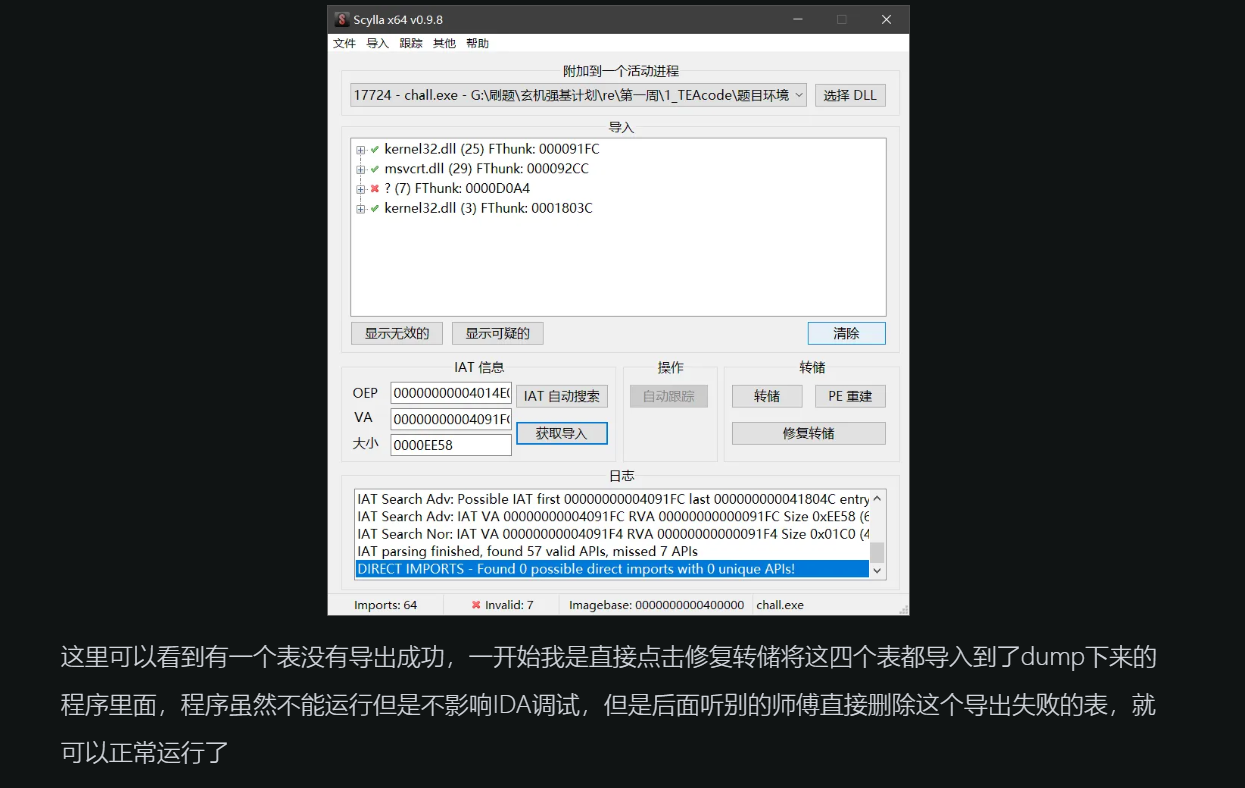 Scylla x64 v0.9.8
文件 导入 跟踪 其他 帮助
附加到一个活动进程
17724 - chall.exe - G:\刷题\玄机强基计划\re\第一周\1_TEAcode\题目环境
选择 DLL
导入
kernel32.dll (25) FThunk: 000091FC
msvcrt.dll (29) FThunk: 000092CC
? (7) FThunk: 0000D0A4
kernel32.dll (3) FThunk: 0001803C
显示无效的 显示可疑的 清除
IAT 信息 操作 转储
OEP 00000000004014E0 IAT 自动搜索 自动跟踪 转储 PE 重建
VA 00000000004091F
获取导入 修复转储
大小 0000EE58
日志
IAT Search Adv: Possible IAT first 00000000004091FC last 000000000041804C entry
IAT Search Adv: IAT VA 00000000004091FC RVA 00000000000091FC Size 0xEE58 (6
IAT Search Nor: IAT VA 00000000004091F4 RVA 00000000000091F4 Size 0x01C0 (4
IAT parsing finished, found 57 valid APIs, missed 7 APIs
DIRECT IMPORTS - Found 0 possible direct imports with 0 unique APIs!
Imports: 64 Invalid: 7 Imagebase: 0000000000400000 chall.exe
这里可以看到有一个表没有导出成功，一开始我是直接点击修复转储将这四个表都导入到了dump下来的
程序里面，程序虽然不能运行但是不影响IDA调试，但是后面听别的师傅直接删除这个导出失败的表，就
可以正常运行了